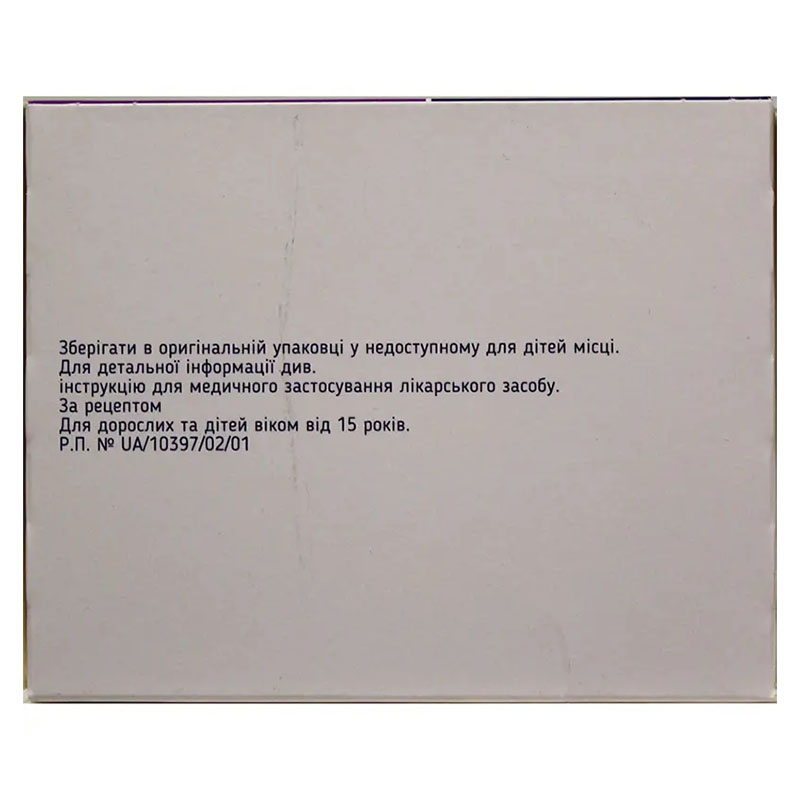 Зберігати в оригінальній упаковці у недоступному для дітей місці.
Для детальної інформації див.
інструкцію для медичного застосування лікарського засобу.
За рецептом
Для дорослих та дітей віком від 15 років.
Р.П. № UA/10397/02/01